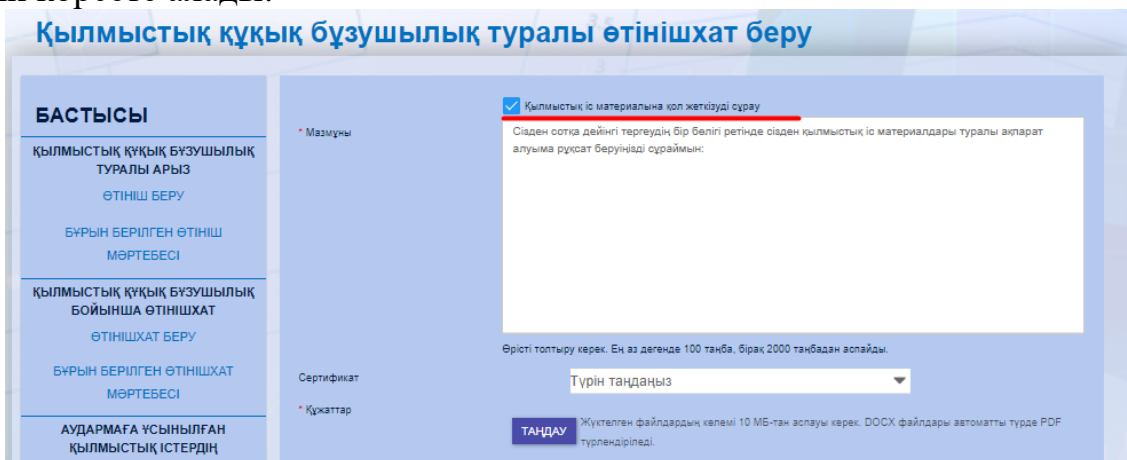 Қылмыстық құқық бұзушылық туралы өтінішхат беру
БАСТЫСЫ
ҚЫЛМЫСТЫҚ ҚҰҚЫҚ БҰЗУШЫЛЫҚ
ТУРАЛЫ АРЫЗ
ӨТІНІШ БЕРУ
БҰРЫН БЕРІЛГЕН ӨТІНІШ
МӘРТЕБЕСІ
ҚЫЛМЫСТЫҚ ҚҰҚЫҚ БҰЗУШЫЛЫҚ
БОЙЫНША ӨТІНІШХАТ
ӨТІНІШХАТ БЕРУ
БҰРЫН БЕРІЛГЕН ӨТІНІШХАТ
МӘРТЕБЕСІ
АУДАРМАҒА ҰСЫНЫЛҒАН
ҚЫЛМЫСТЫҚ ІСТЕРДІҢ
Қылмыстық іс материалына қол жеткізуді сұрау
* Мазмұны
Сізден сотқа дейінгі тергеудің бір бөлігі ретінде сізден қылмыстық іс материалдары туралы ақпарат
алуыма рұқсат беруіңізді сұраймын:
Өрісті толтыру керек. Ең аз дегенде 100 таңба, бірақ 2000 таңбадан аспайды.
Сертификат
Түрін таңдаңыз
* Құжаттар
ТАҢДАУ
Жүктелген файлдардың көлемі 10 МБ-тан аспауы керек. DOCX файлдары автоматты түрде PDF
түрлендіріледі.